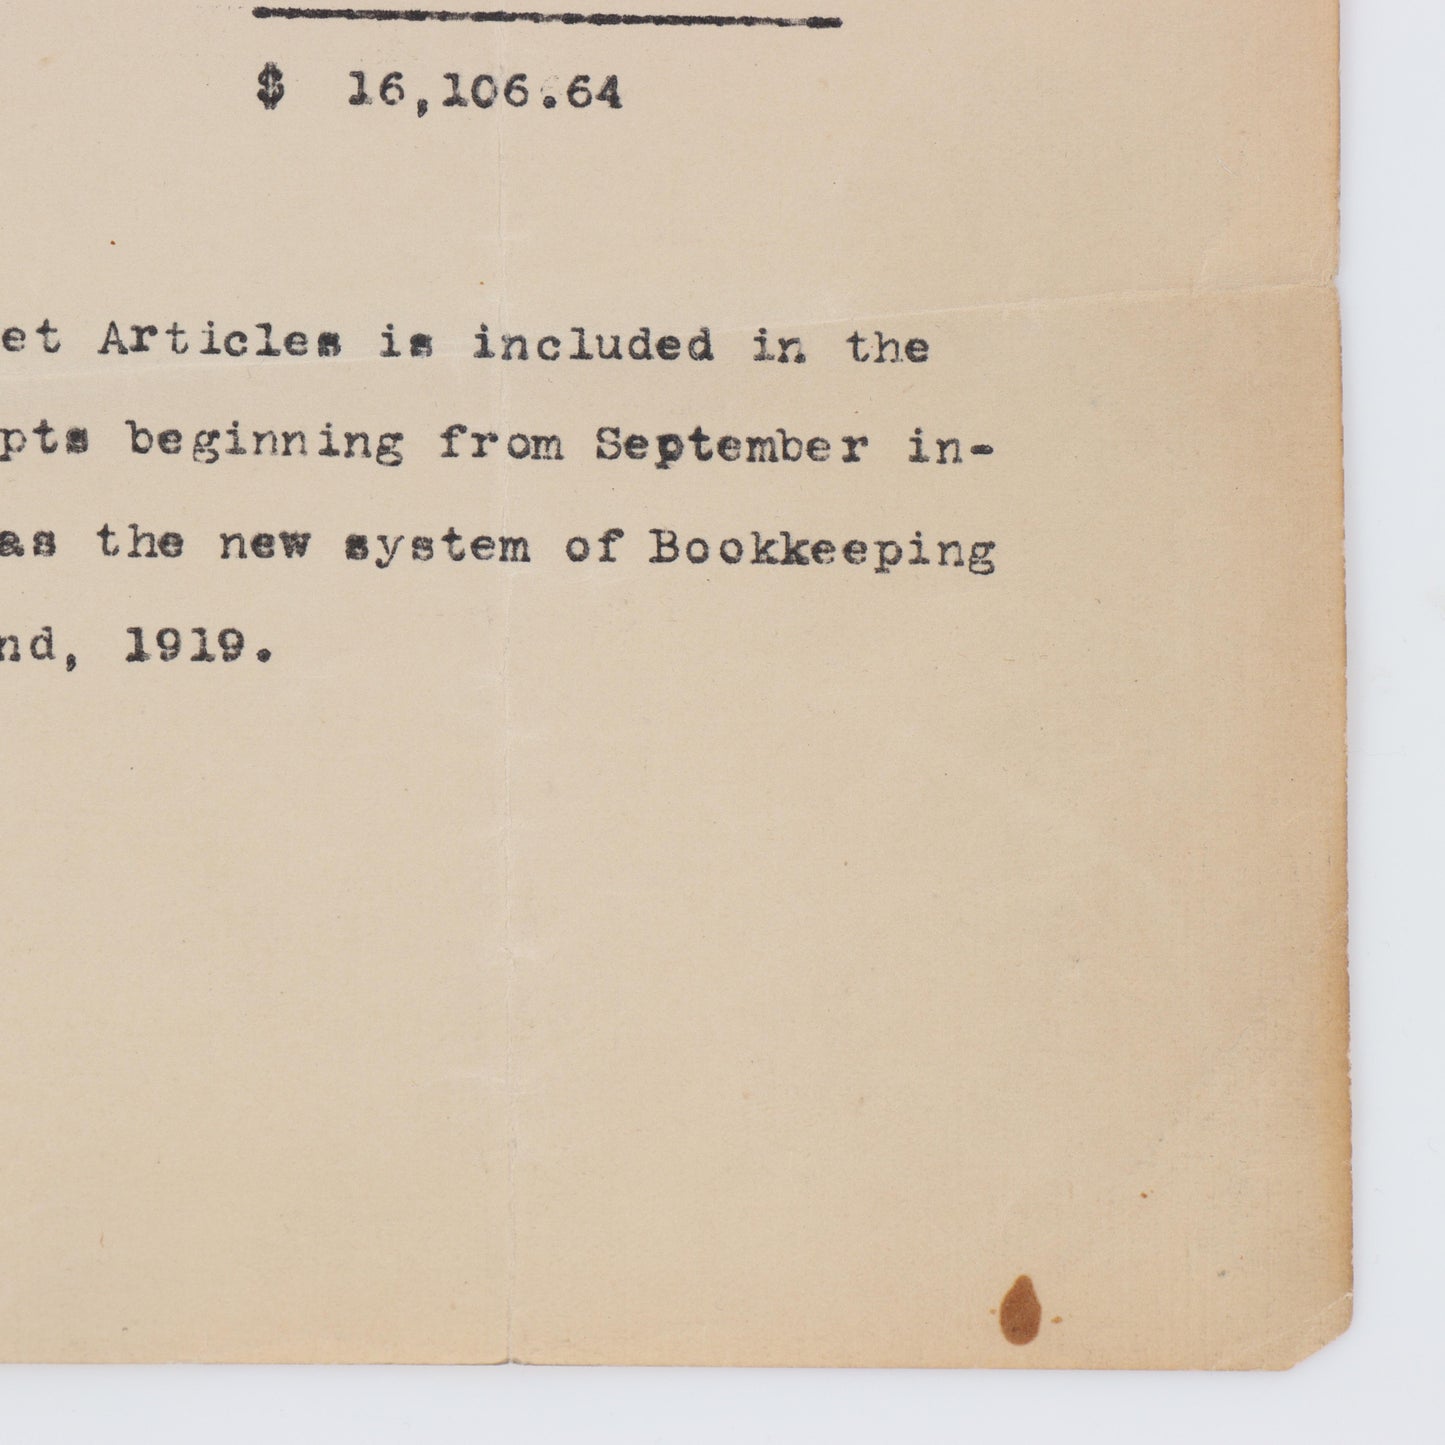 $ 16,106.64
et Articles is included in the
pts beginning from September in-
as the new system of Bookkeeping
nd, 1919.